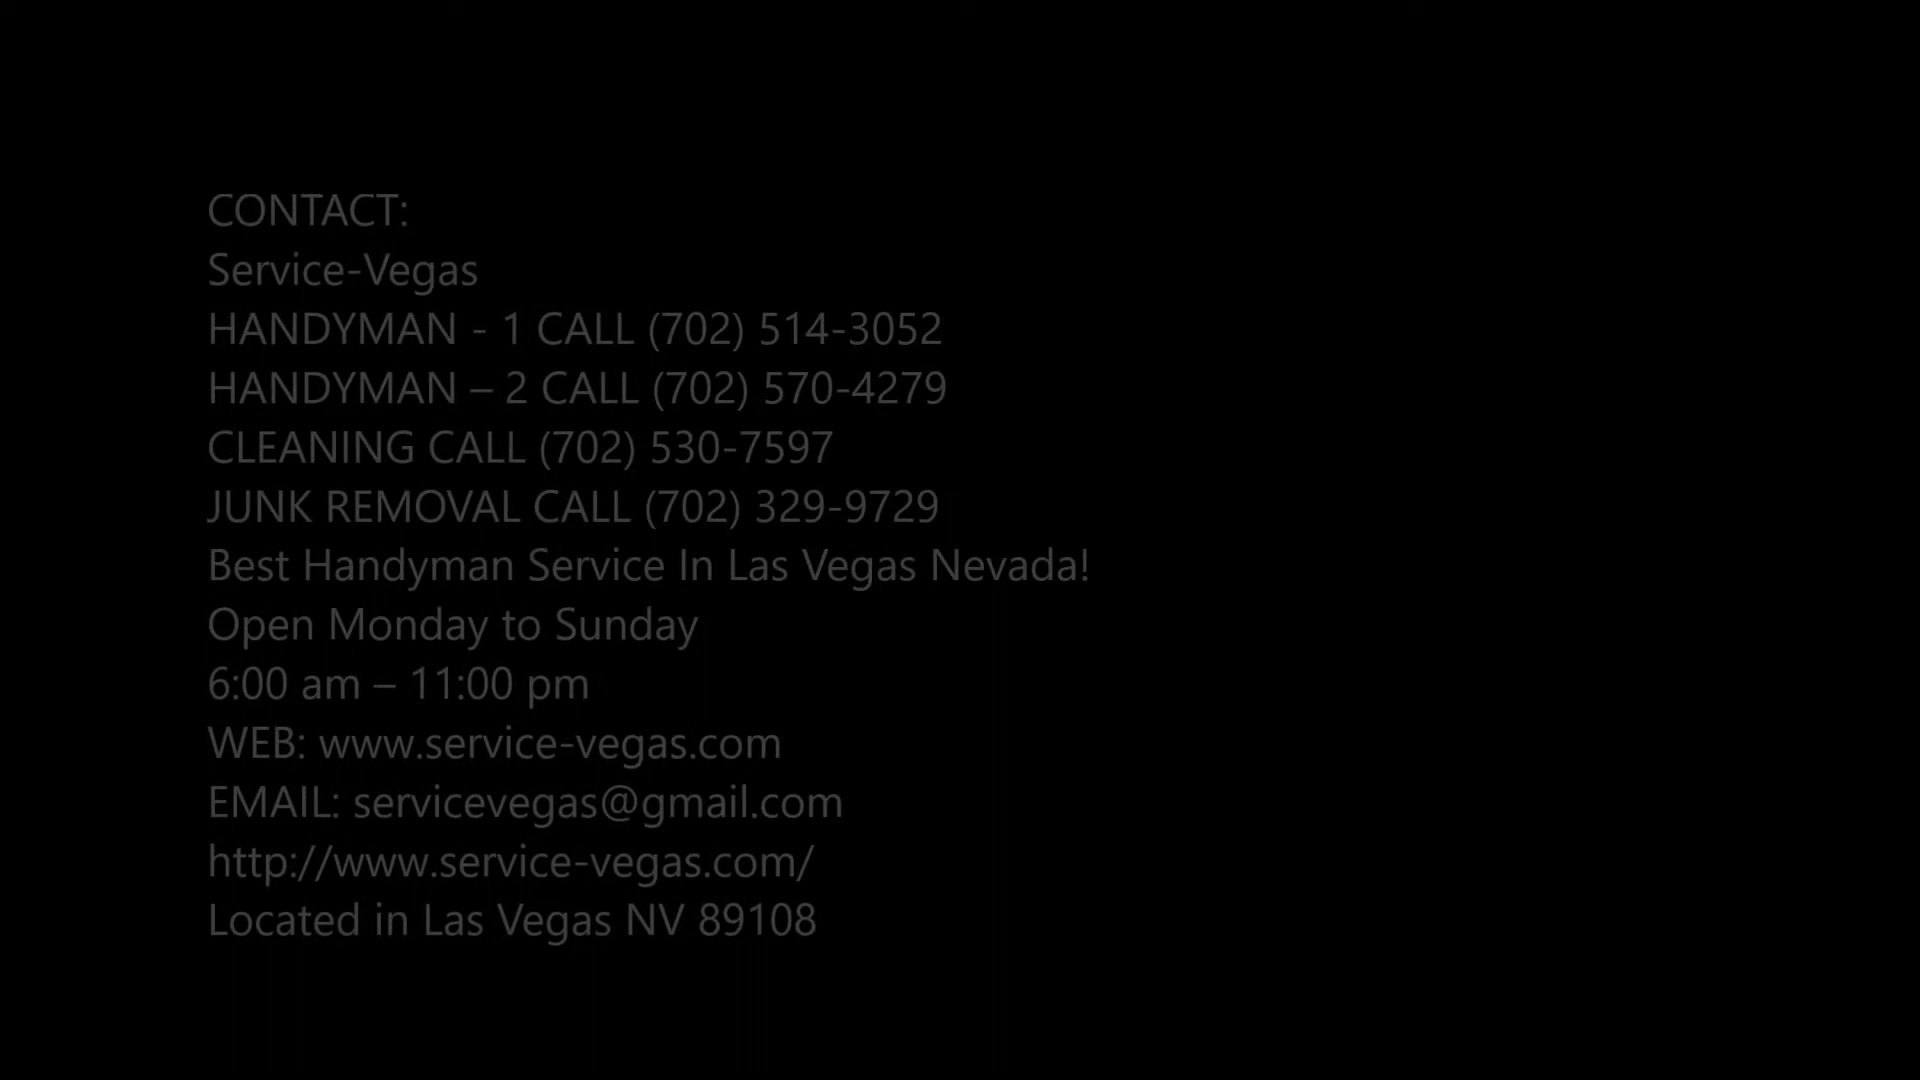 CONTACT:
Service-Vegas
HANDYMAN - 1 CALL (702) 514-3052
HANDYMAN – 2 CALL (702) 570-4279
CLEANING CALL (702) 530-7597
JUNK REMOVAL CALL (702) 329-9729
Best Handyman Service In Las Vegas Nevada!
Open Monday to Sunday
6:00 am – 11:00 pm
WEB: www.service-vegas.com
EMAIL: servicevegas@gmail.com
http://www.service-vegas.com/
Located in Las Vegas NV 89108